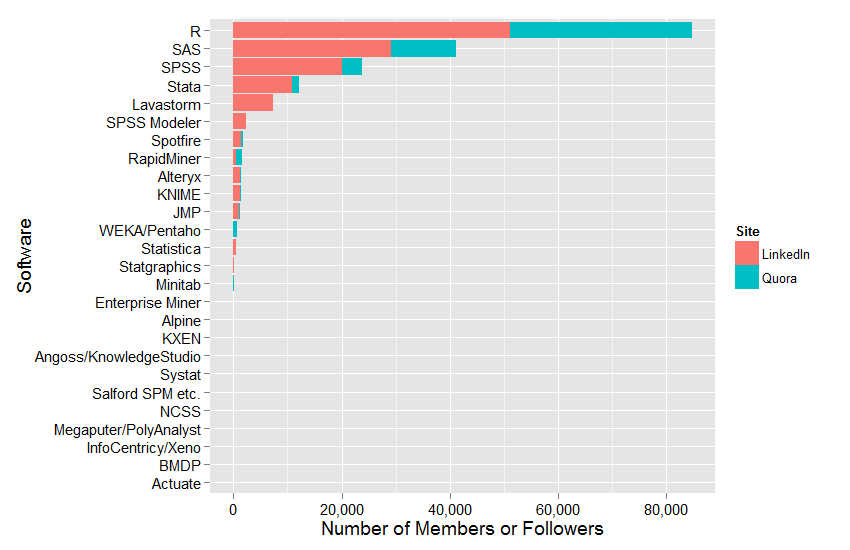 R
SAS
SPSS
Stata
Lavastorm
SPSS Modeler
Spotfire
RapidMiner
Alteryx
KNIME
JMP
WEKA/Pentaho
Statistica
Statgraphics
Minitab
Enterprise Miner
Alpine
KXEN
Angoss/KnowledgeStudio
Systat
Salford SPM etc.
NCSS
Megaputer/PolyAnalyst
InfoCentricy/Xeno
BMDP
Actuate
Software
0 20,000 40,000 60,000 80,000
Number of Members or Followers
Site
LinkedIn
Quora